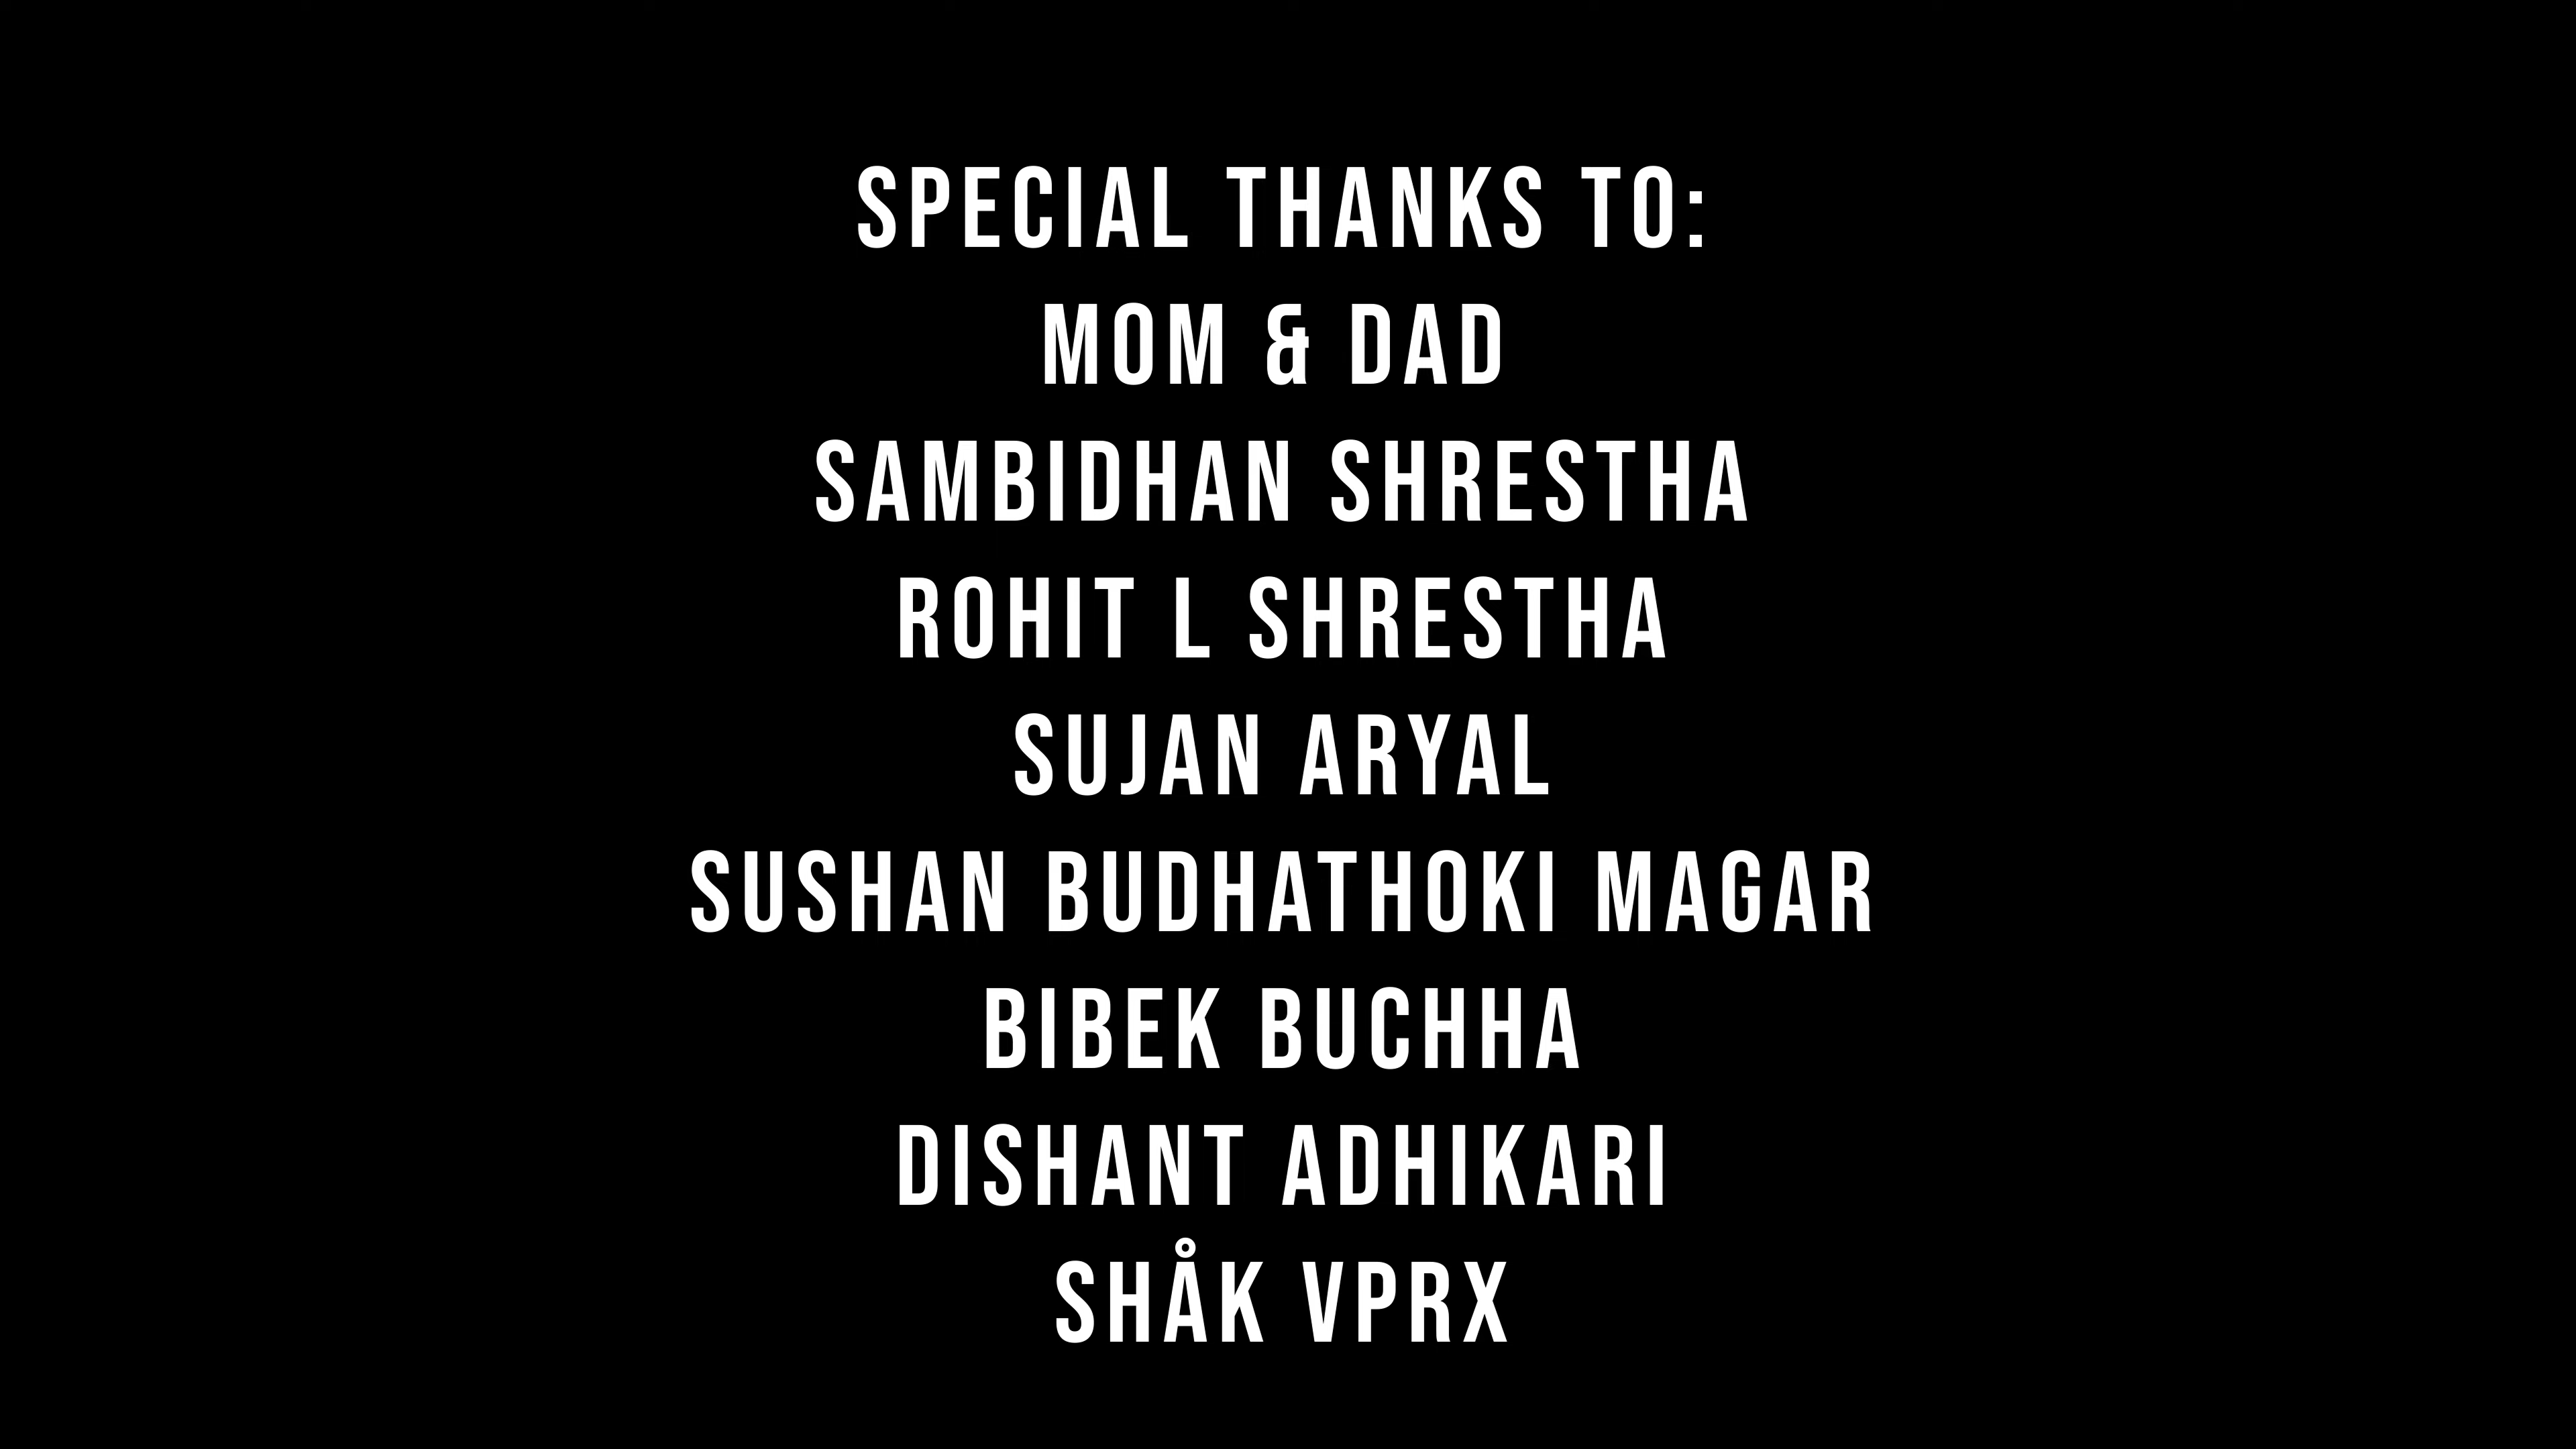 SPECIAL THANKS TO:
MOM & DAD
SAMBIDHAN SHRESTHA
ROHIT L SHRESTHA
SUJAN ARYAL
SUSHAN BUDHATHOKI MAGAR
BIBEK BUCHHA
DISHANT ADHIKARI
SHÅK VPRX